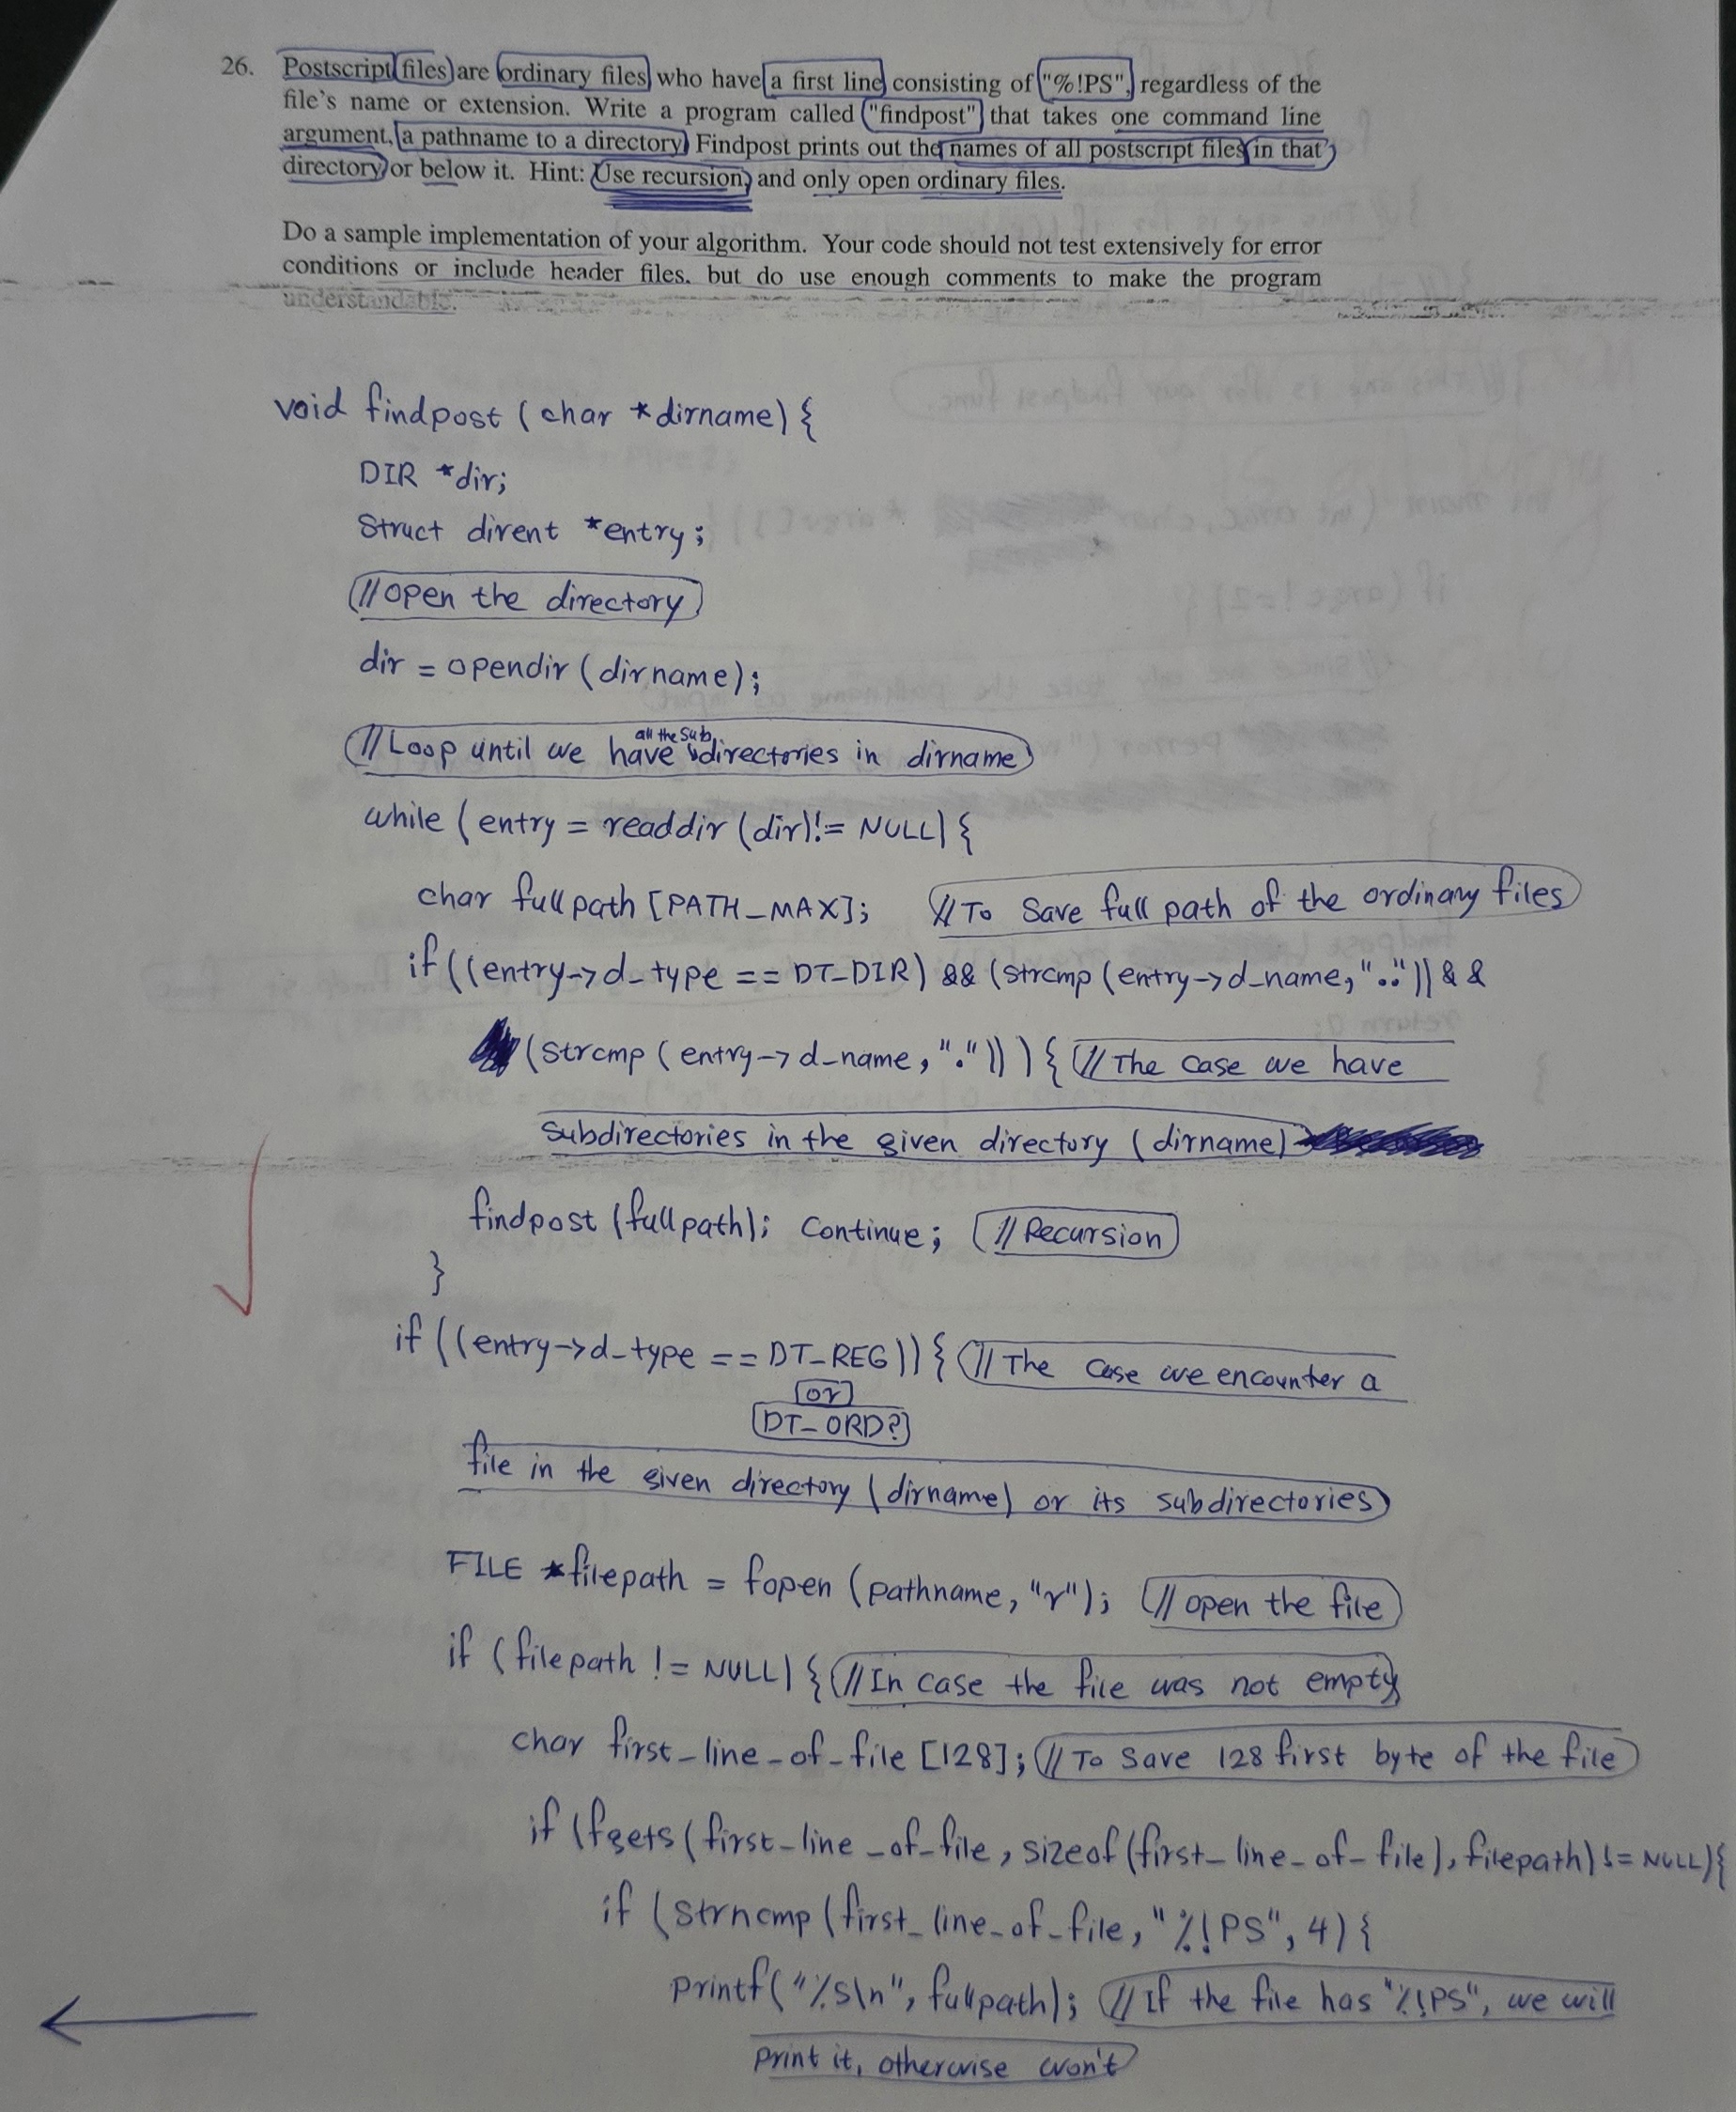 26. Postscript files are ordinary files who have a first line consisting of "%!PS", regardless of the
file's name or extension. Write a program called "findpost" that takes one command line
argument, a pathname to a directory. Findpost prints out the names of all postscript files in that
directory or below it. Hint: Use recursion, and only open ordinary files.
Do a sample implementation of your algorithm. Your code should not test extensively for error
conditions or include header files, but do use enough comments to make the program
understandable.
void findpost (char *dirname) {
DIR *dir;
Struct dirent *entry;
//open the directory
dir = opendir (dirname);
//Loop until we have all the sub directories in dirname
while (entry = readdir (dir) != NULL) {
char fullpath [PATH_MAX]; //To Save full path of the ordinary files
if ((entry->d_type == DT_DIR) && (strcmp (entry->d_name, "..")) &&
(strcmp (entry->d_name, ".")) ) { //The case we have
subdirectories in the given directory (dirname)
findpost (fullpath); Continue; //Recursion
}
if ((entry->d_type == DT_REG)) { //The case we encounter a
or
DT_ORD?
file in the given directory (dirname) or its subdirectories
FILE *filepath = fopen (pathname, "r"); //open the file
if (filepath != NULL) { //In case the file was not empty
char first_line_of_file [128]; //To Save 128 first byte of the file
if (fgets (first_line_of_file, sizeof (first_line_of_file), filepath) != NULL) {
if (strncmp (first_line_of_file, "%!PS", 4) {
printf("%s\n", fullpath); //If the file has "%!PS", we will
print it, otherwise won't